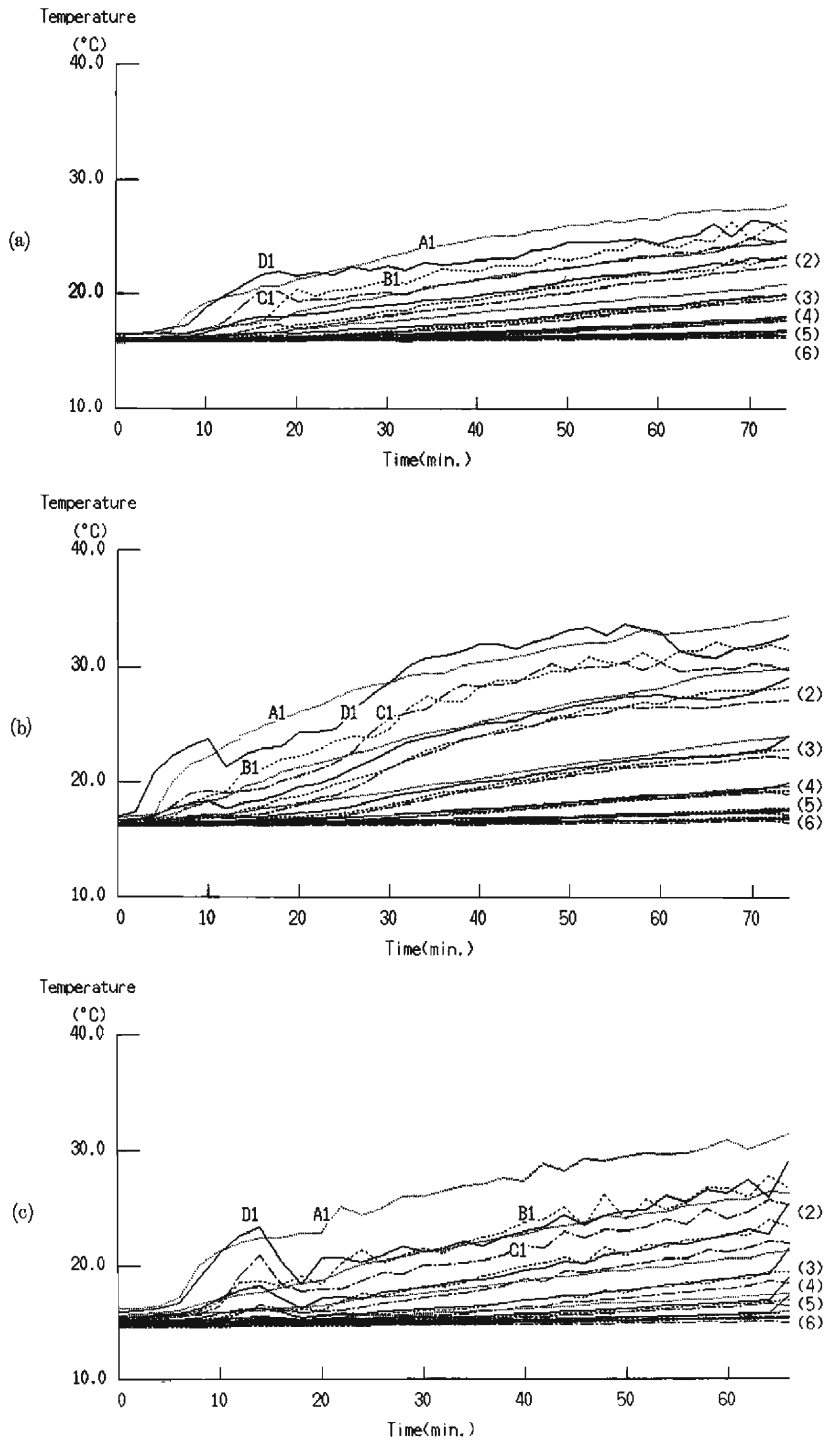 Temperature
(°C)
40.0
30.0
20.0
10.0
(a)
A1
D1
B1
C1
(2)
(3)
(4)
(5)
(6)
0 10 20 30 40 50 60 70
Time(min.)
Temperature
(°C)
40.0
30.0
20.0
10.0
(b)
A1
D1
C1
B1
(2)
(3)
(4)
(5)
(6)
0 10 20 30 40 50 60 70
Time(min.)
Temperature
(°C)
40.0
30.0
20.0
10.0
(c)
D1
A1
B1
C1
(2)
(3)
(4)
(5)
(6)
0 10 20 30 40 50 60
Time(min.)